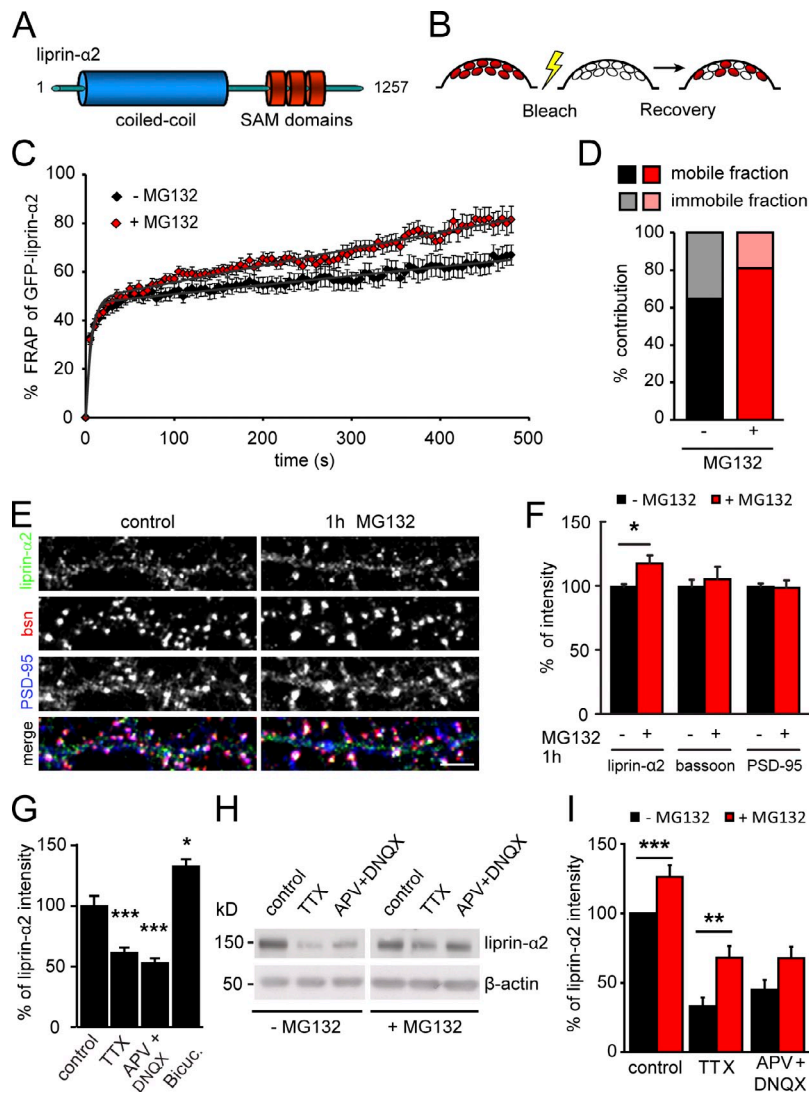 A
liprin-α2
1
1257
coiled-coil
SAM domains
B
Bleach
Recovery
C
% FRAP of GFP-liprin-α2
100
80
60
40
20
0
- MG132
+ MG132
0
100
200
300
400
500
time (s)
D
mobile fraction
immobile fraction
% contribution
100
80
60
40
20
0
- +
MG132
E
control
1h MG132
liprin-α2
bsn
PSD-95
merge
F
- MG132
+ MG132
% of intensity
150
100
50
0
*
MG132
1h
- + - + - +
liprin-α2
bassoon
PSD-95
G
% of liprin-α2 intensity
150
100
50
0
***
***
*
control
TTX
APV +
DNQX
Bicuc.
H
kD
control
TTX
APV+DNQX
control
TTX
APV+DNQX
150
50
liprin-α2
β-actin
- MG132
+ MG132
I
- MG132
+ MG132
% of liprin-α2 intensity
150
100
50
0
***
**
control
TTX
APV+
DNQX